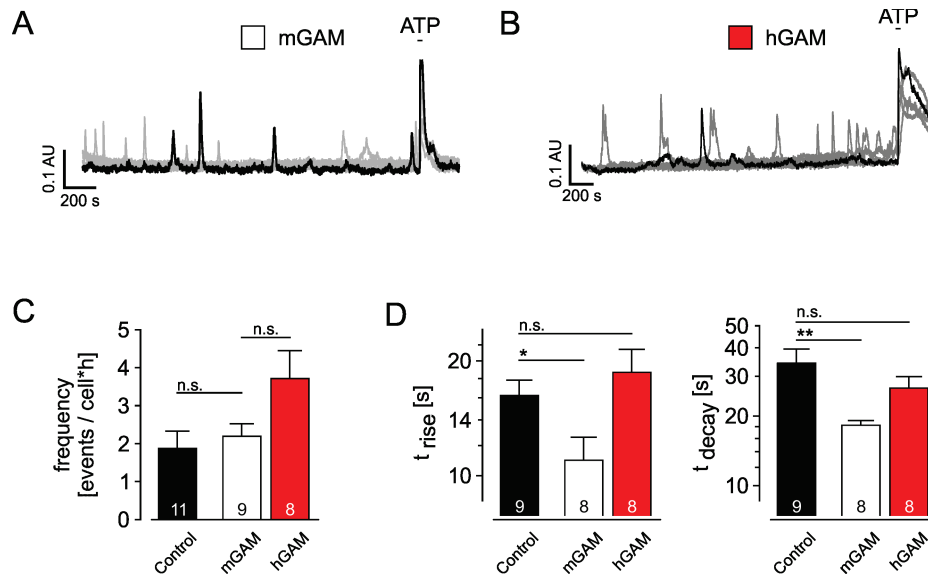 A
mGAM
ATP
0.1 AU
200 s
B
hGAM
ATP
0.1 AU
200 s
C
frequency
[events / cell*h]
5
4
3
2
1
0
n.s.
n.s.
11
9
8
Control
mGAM
hGAM
D
t rise [s]
20
14
10
n.s.
*
9
8
8
Control
mGAM
hGAM
t decay [s]
50
40
30
20
10
n.s.
**
9
8
8
Control
mGAM
hGAM